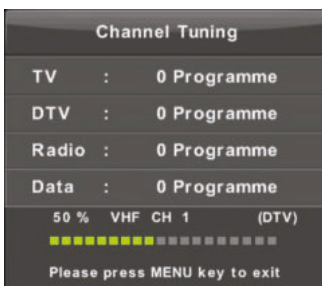 Channel Tuning
TV : 0 Programme
DTV : 0 Programme
Radio : 0 Programme
Data : 0 Programme
50 % VHF CH 1 (DTV)
Please press MENU key to exit